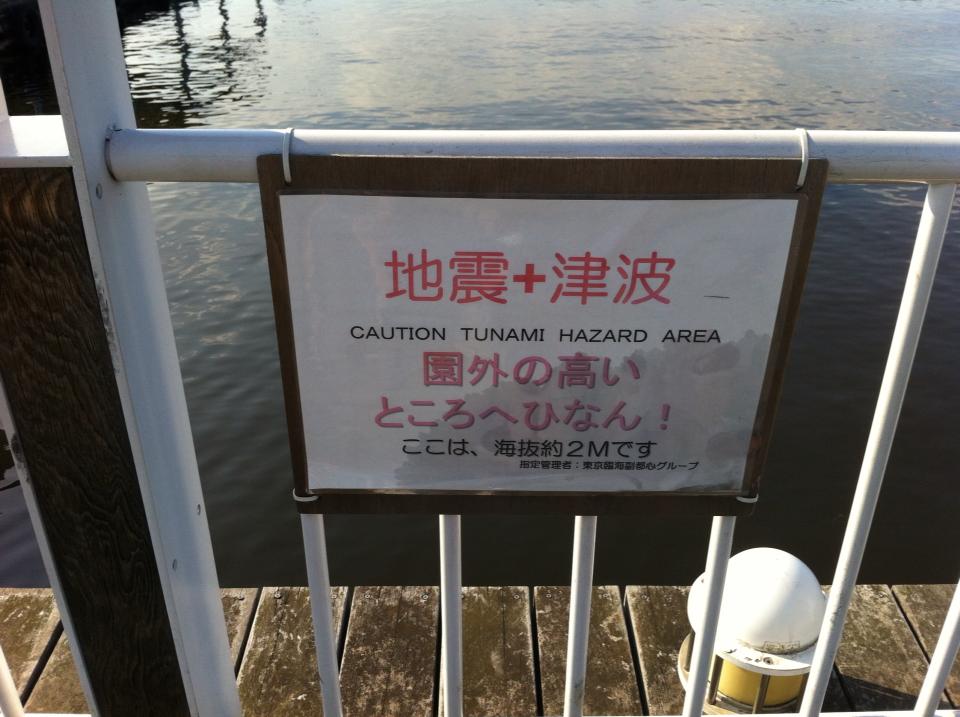 地震+津波
CAUTION TUNAMI HAZARD AREA
園外の高い
ところへひなん！
ここは、海抜約２Ｍです
指定管理者：東京臨海副都心グループ